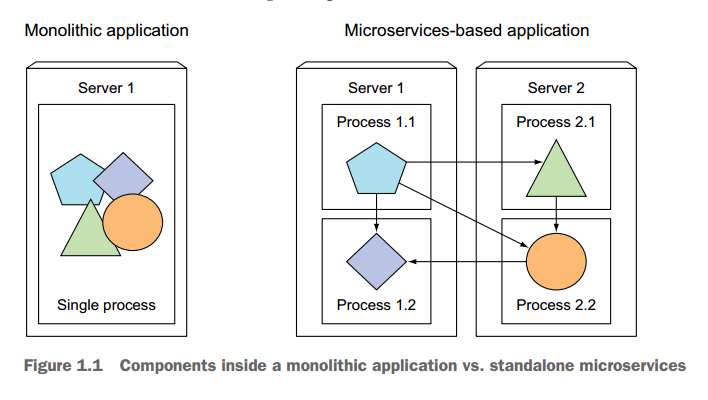 Monolithic application
Microservices-based application
Server 1
Single process
Server 1
Process 1.1
Process 1.2
Server 2
Process 2.1
Process 2.2
Figure 1.1 Components inside a monolithic application vs. standalone microservices